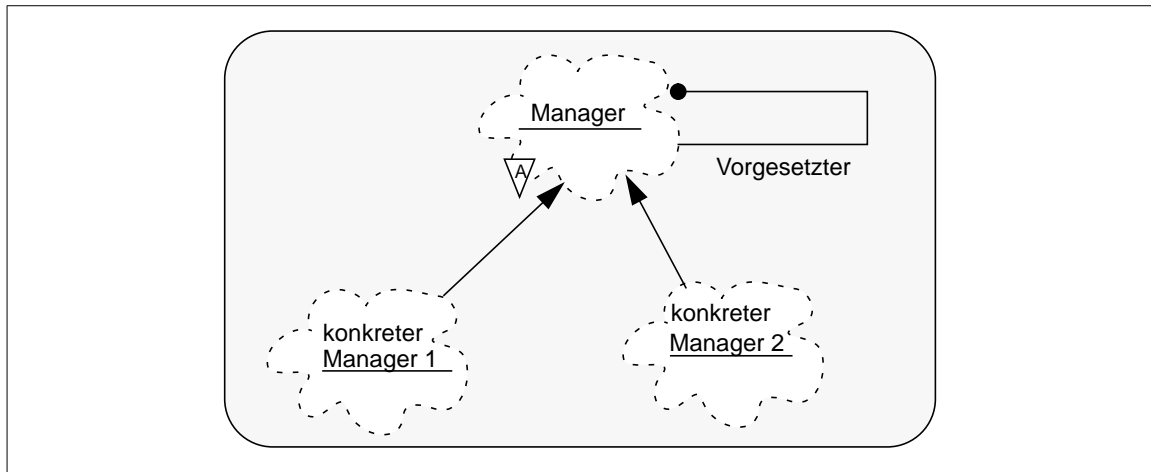 Manager
Vorgesetzter
A
konkreter
Manager 1
konkreter
Manager 2